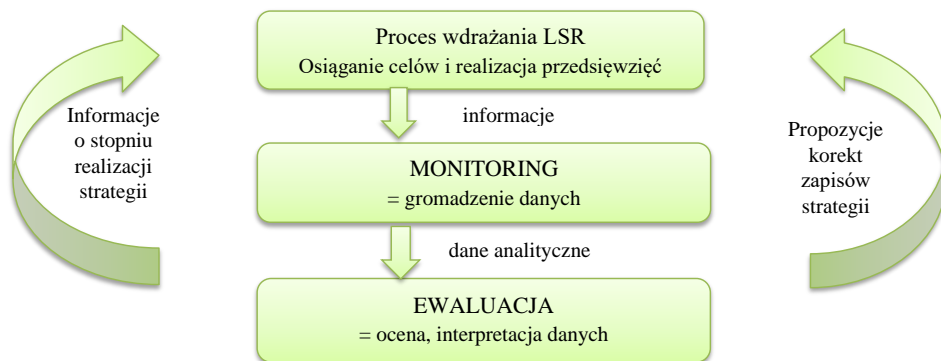 Proces wdrażania LSR
Osiąganie celów i realizacja przedsięwzięć
Informacje
o stopniu
realizacji
strategii
informacje
Propozycje
korekt
zapisów
strategii
MONITORING
= gromadzenie danych
dane analityczne
EWALUACJA
= ocena, interpretacja danych